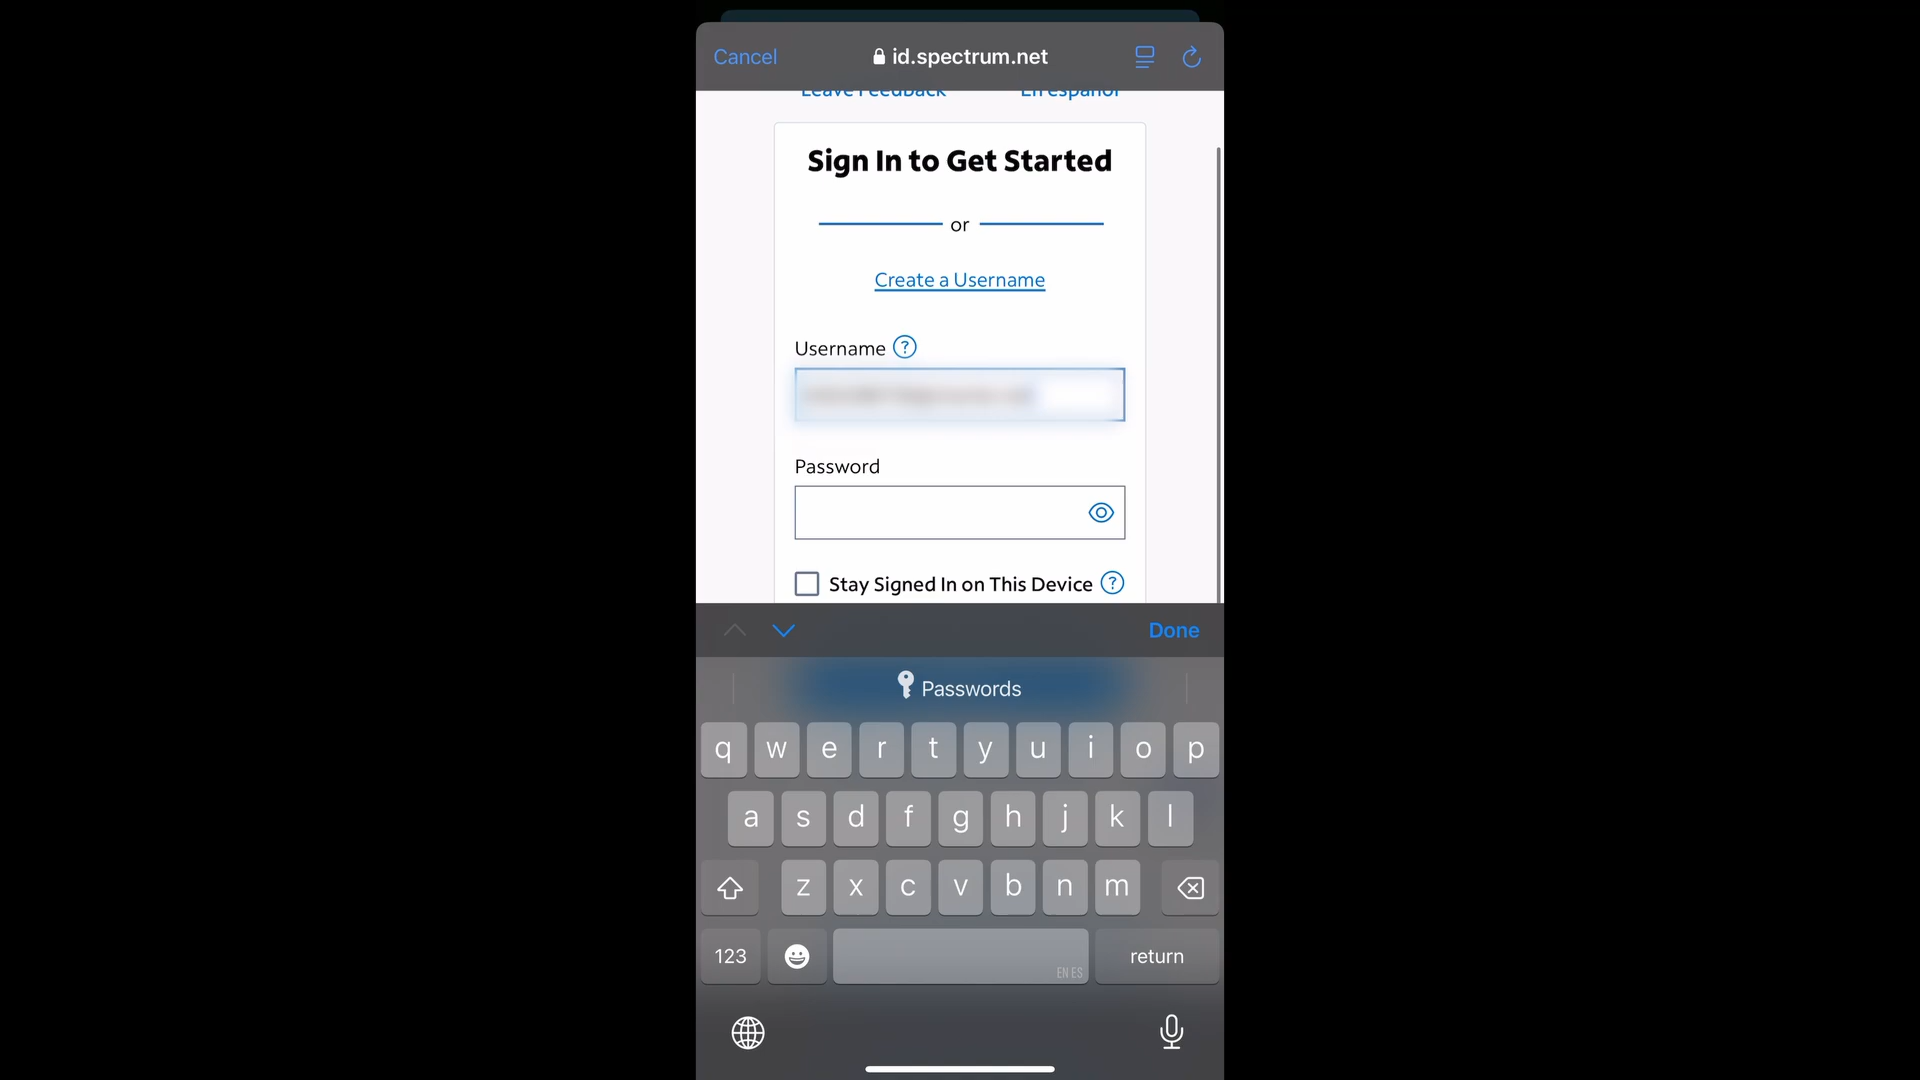 Cancel id.spectrum.net
Leave Feedback En español
Sign In to Get Started
or
Create a Username
Username ?
Password
Stay Signed In on This Device ?
Done
Passwords
q w e r t y u i o p
a s d f g h j k l
z x c v b n m
123 EN ES return